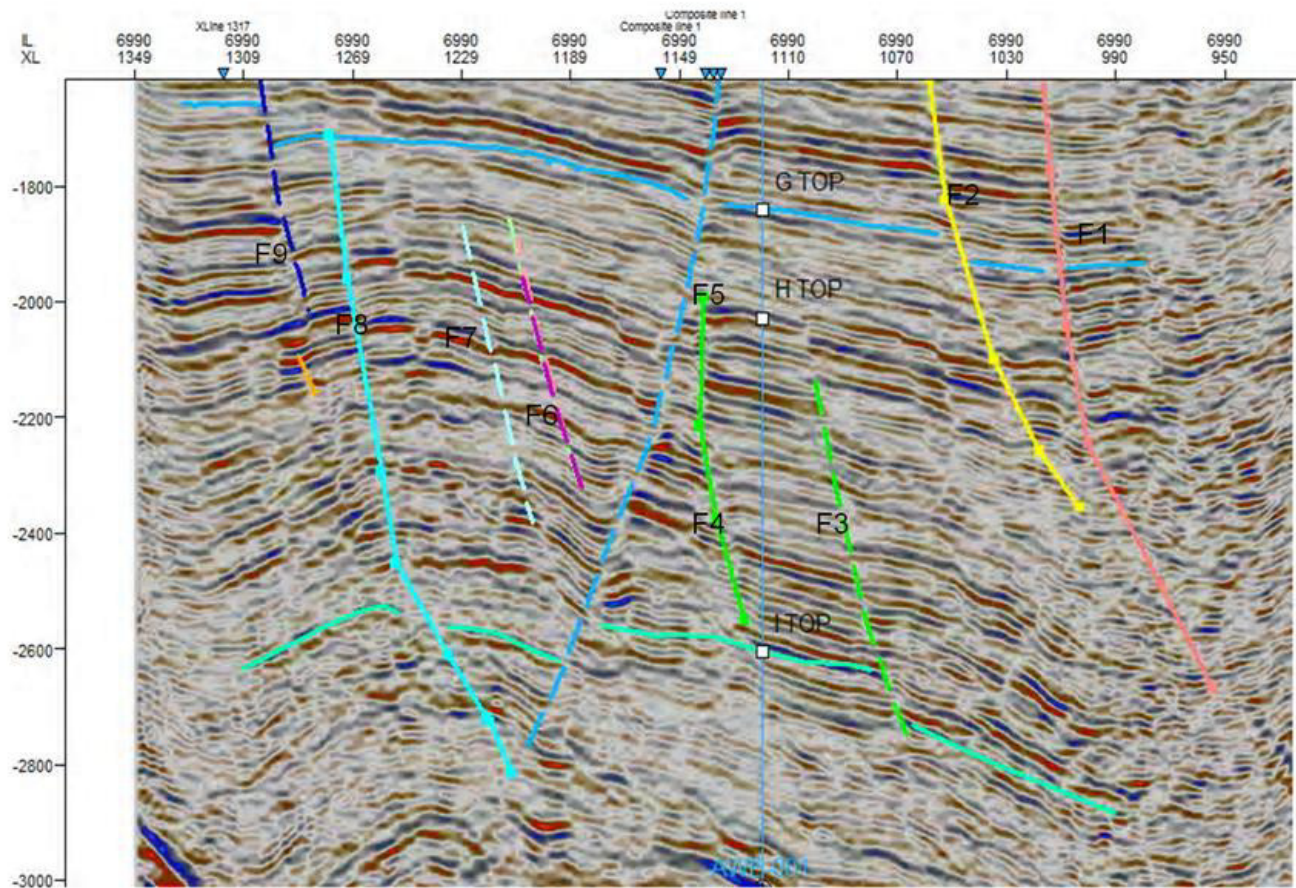 Composite line 1
XLine 1317 Composite line 1
IL 6990 6990 6990 6990 6990 6990 6990 6990 6990 6990 6990
XL 1349 1309 1269 1229 1189 1149 1110 1070 1030 990 950
-1800
-2000
-2200
-2400
-2600
-2800
-3000
G TOP
F2
F1
F9
H TOP
F5
F8
F7
F6
F4
F3
I TOP